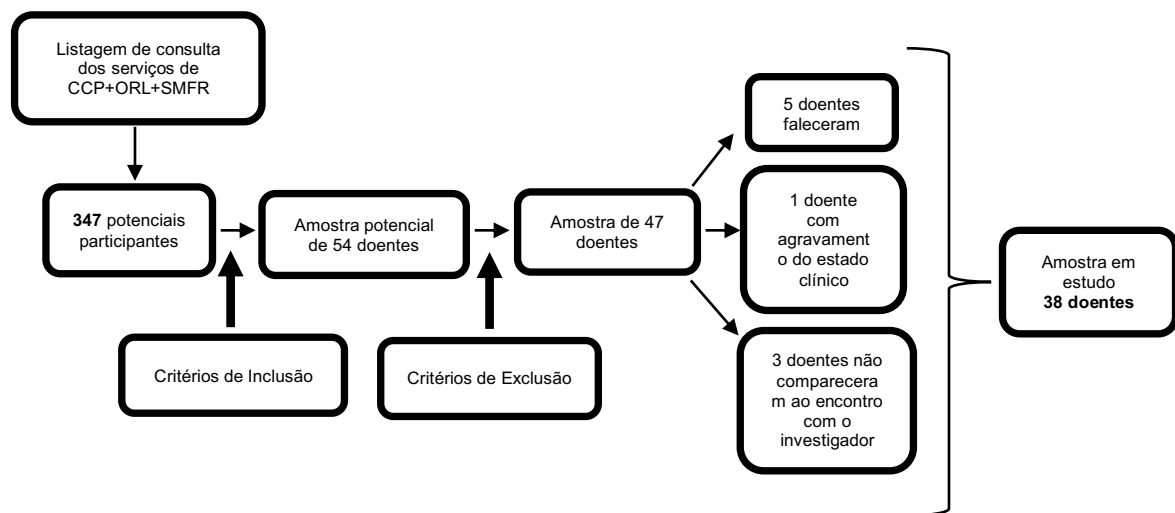 Listagem de consulta
dos serviços de
CCP+ORL+SMFR
347 potenciais
participantes
Amostra potencial
de 54 doentes
Amostra de 47
doentes
Critérios de Inclusão
Critérios de Exclusão
5 doentes
faleceram
1 doente
com
agravament
o do estado
clínico
3 doentes não
comparecera
m ao encontro
com o
investigador
Amostra em
estudo
38 doentes